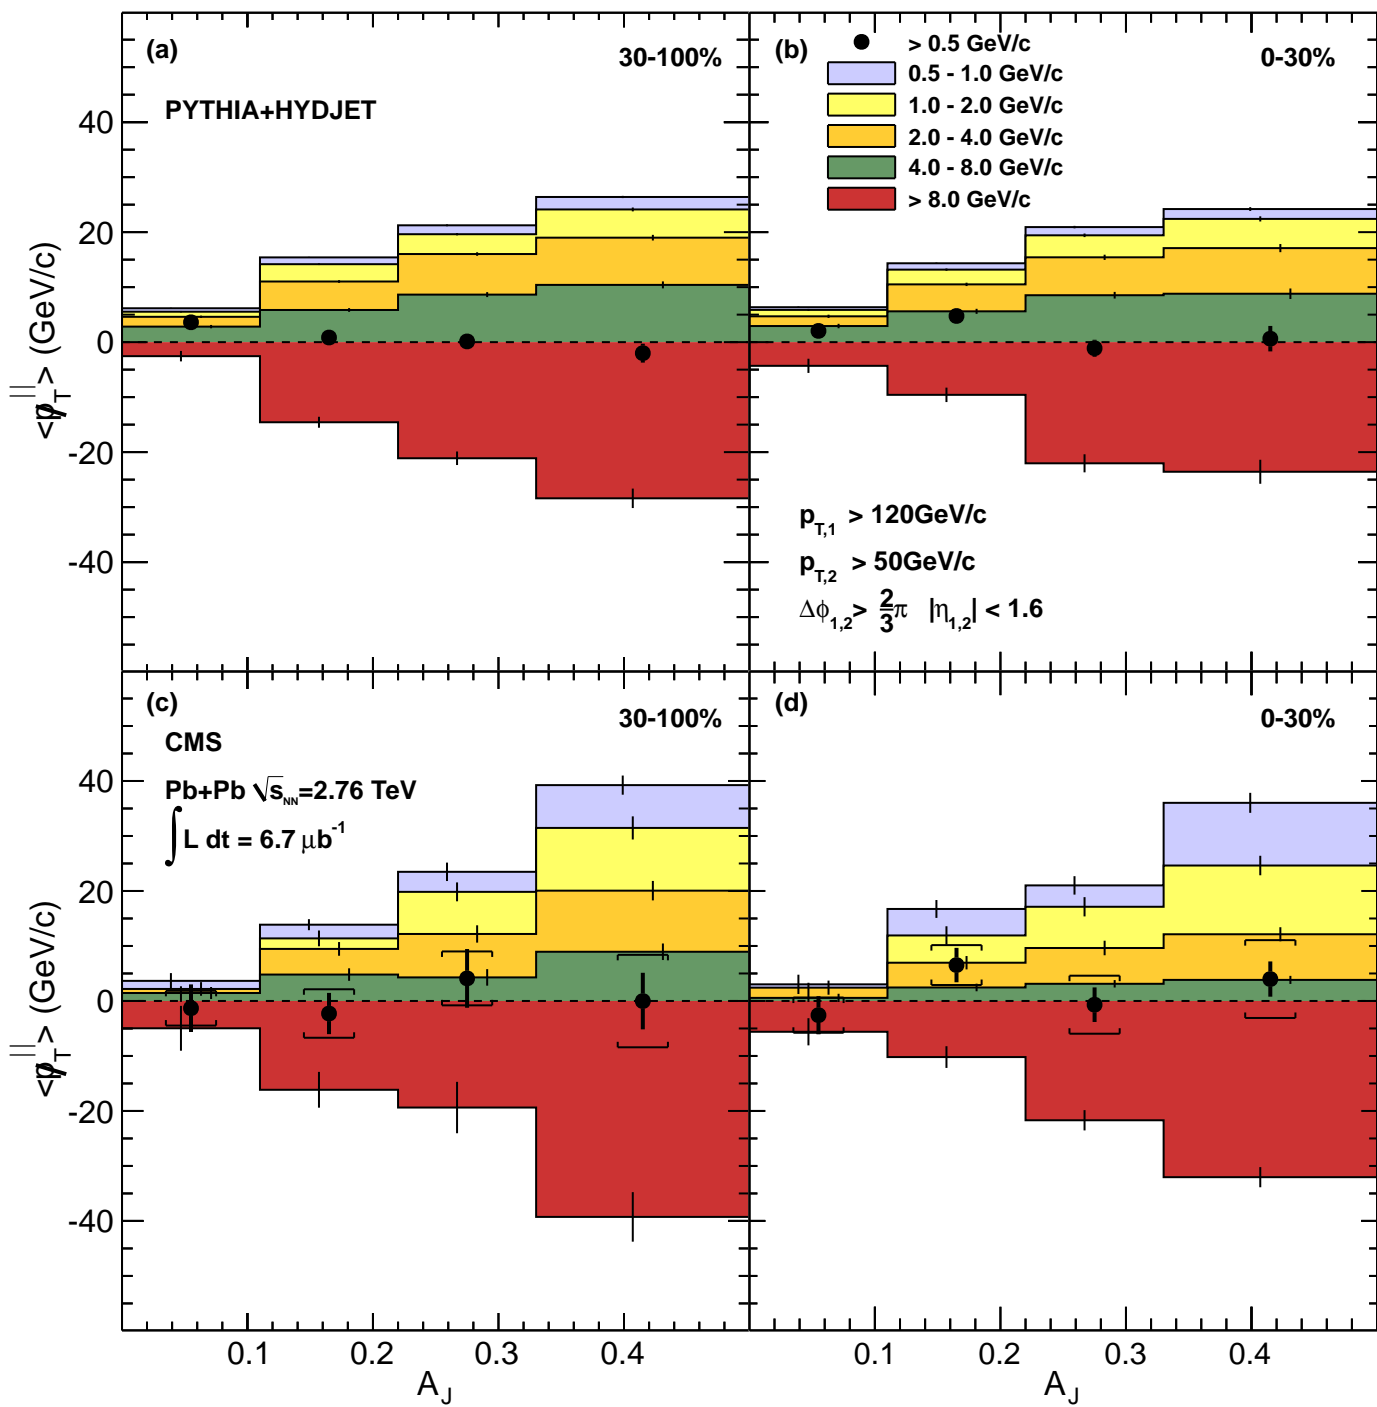 (a)
30-100%
PYTHIA+HYDJET
(b)
0-30%
> 0.5 GeV/c
0.5 - 1.0 GeV/c
1.0 - 2.0 GeV/c
2.0 - 4.0 GeV/c
4.0 - 8.0 GeV/c
> 8.0 GeV/c
40
20
0
-20
-40
<p̸_T^||> (GeV/c)
p_T,1 > 120GeV/c
p_T,2 > 50GeV/c
Δϕ_1,2 > 2/3 π |η_1,2| < 1.6
(c)
30-100%
CMS
Pb+Pb √s_NN=2.76 TeV
∫ L dt = 6.7 μb^-1
(d)
0-30%
40
20
0
-20
-40
<p̸_T^||> (GeV/c)
0.1 0.2 0.3 0.4
0.1 0.2 0.3 0.4
A_J
A_J